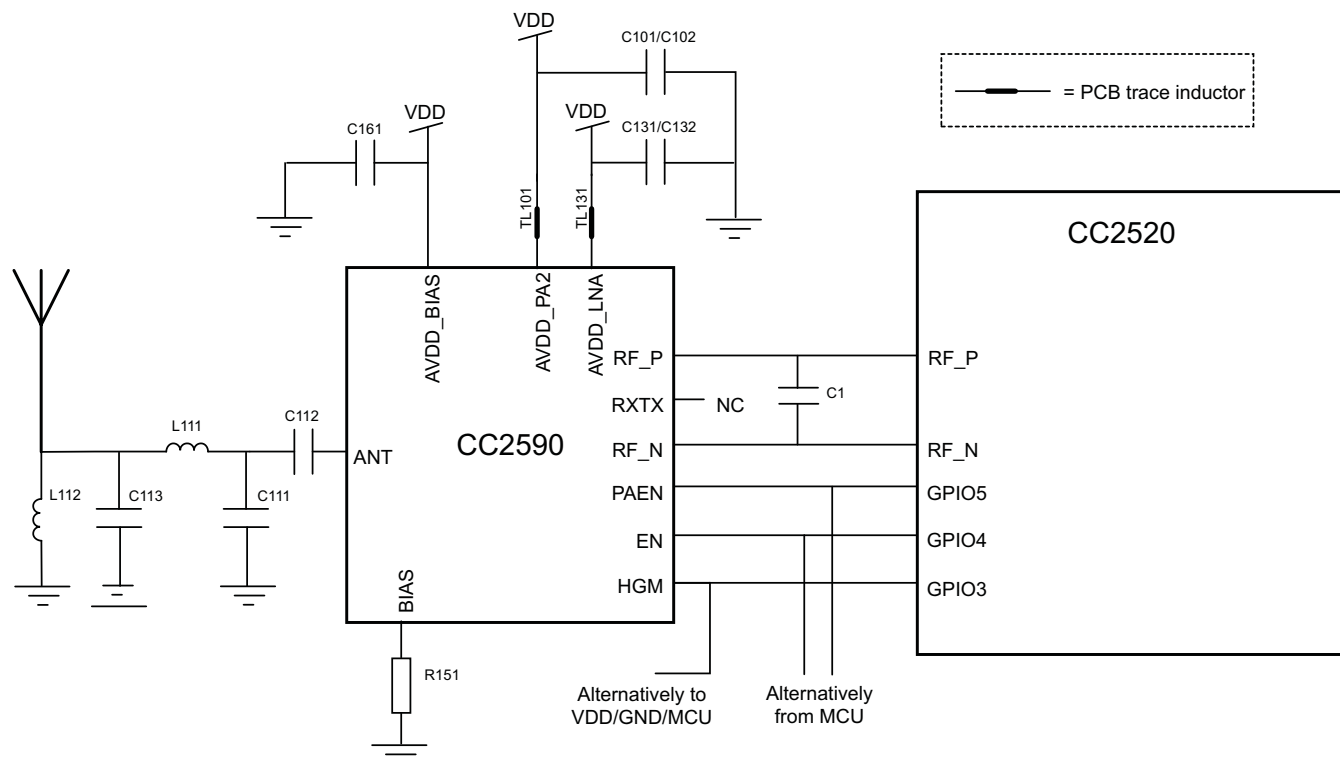 VDD
C101/C102
= PCB trace inductor
VDD
VDD
C161
C131/C132
TL101
TL131
CC2520
AVDD_BIAS
AVDD_PA2
AVDD_LNA
RF_P
RF_P
RXTX
NC
C1
C112
L111
CC2590
ANT
RF_N
RF_N
L112
C113
C111
PAEN
GPIO5
EN
GPIO4
HGM
GPIO3
BIAS
R151
Alternatively to
VDD/GND/MCU
Alternatively
from MCU